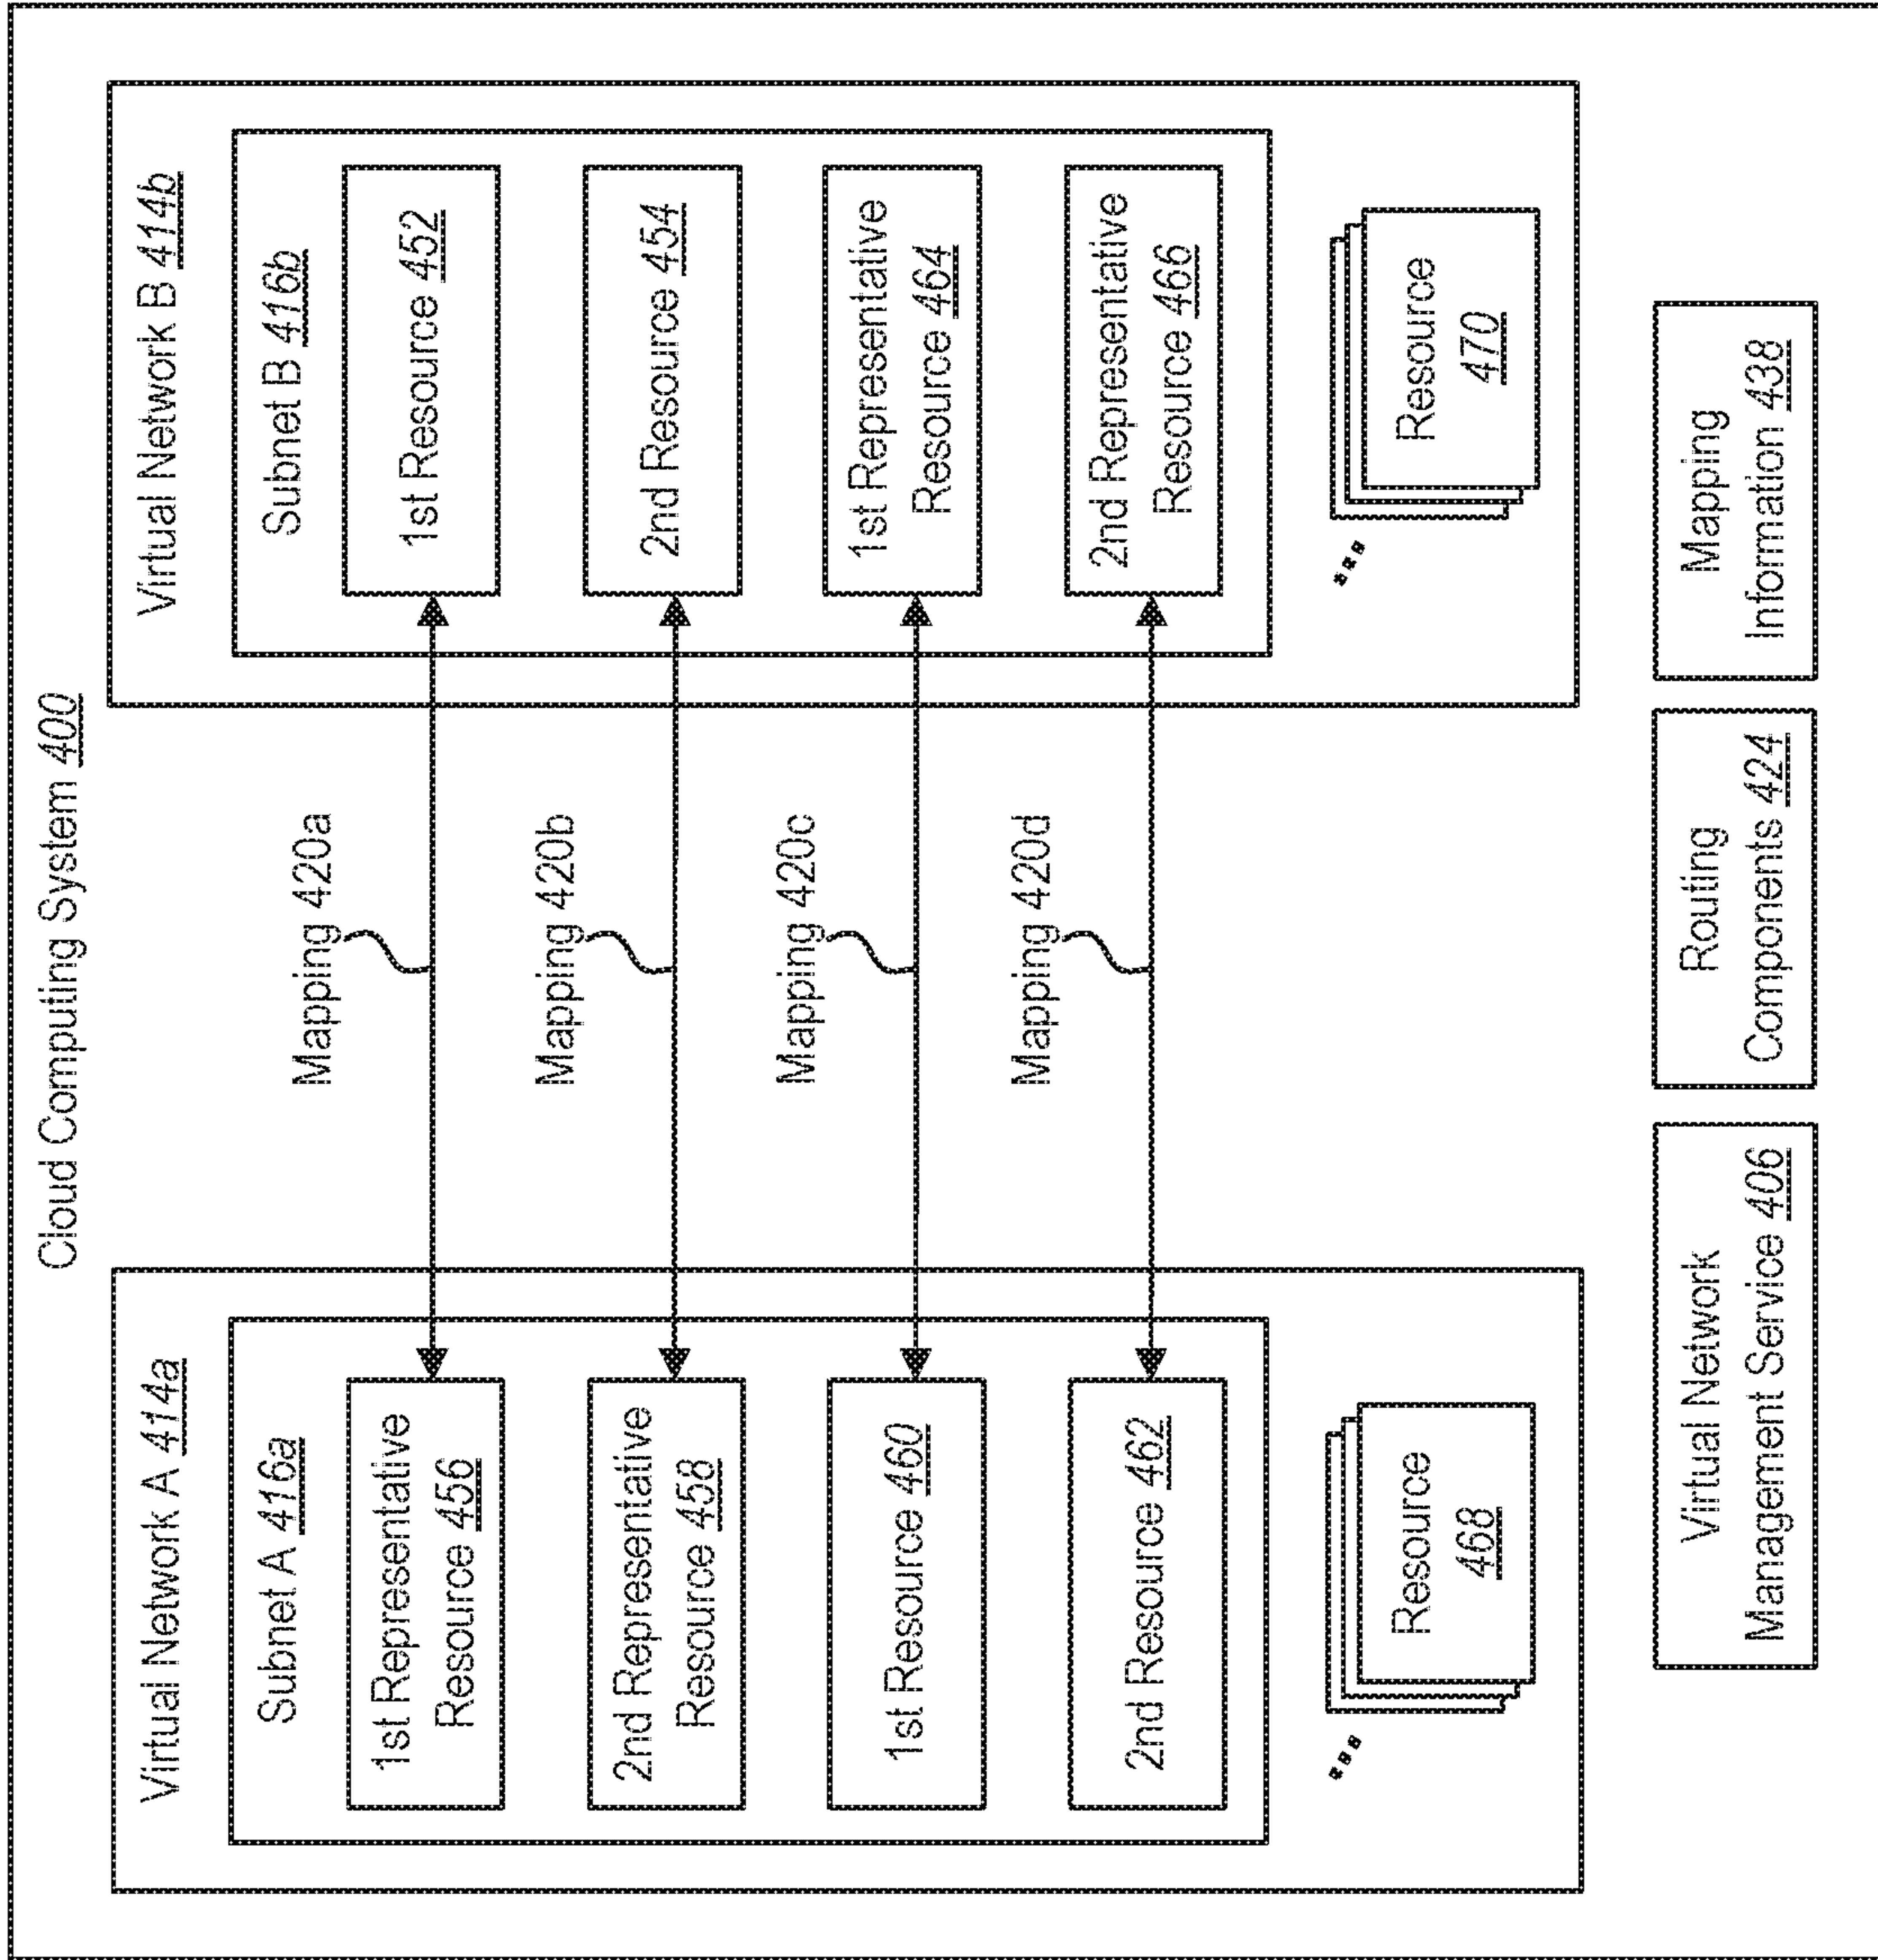 Cloud Computing System 400
Virtual Network A 414a
Subnet A 416a
1st Representative
Resource 456
2nd Representative
Resource 458
1st Resource 460
2nd Resource 462
Resource
468
Mapping 420a
Mapping 420b
Mapping 420c
Mapping 420d
Virtual Network B 414b
Subnet B 416b
1st Resource 452
2nd Resource 454
1st Representative
Resource 464
2nd Representative
Resource 466
Resource
470
Virtual Network
Management Service 406
Routing
Components 424
Mapping
Information 438